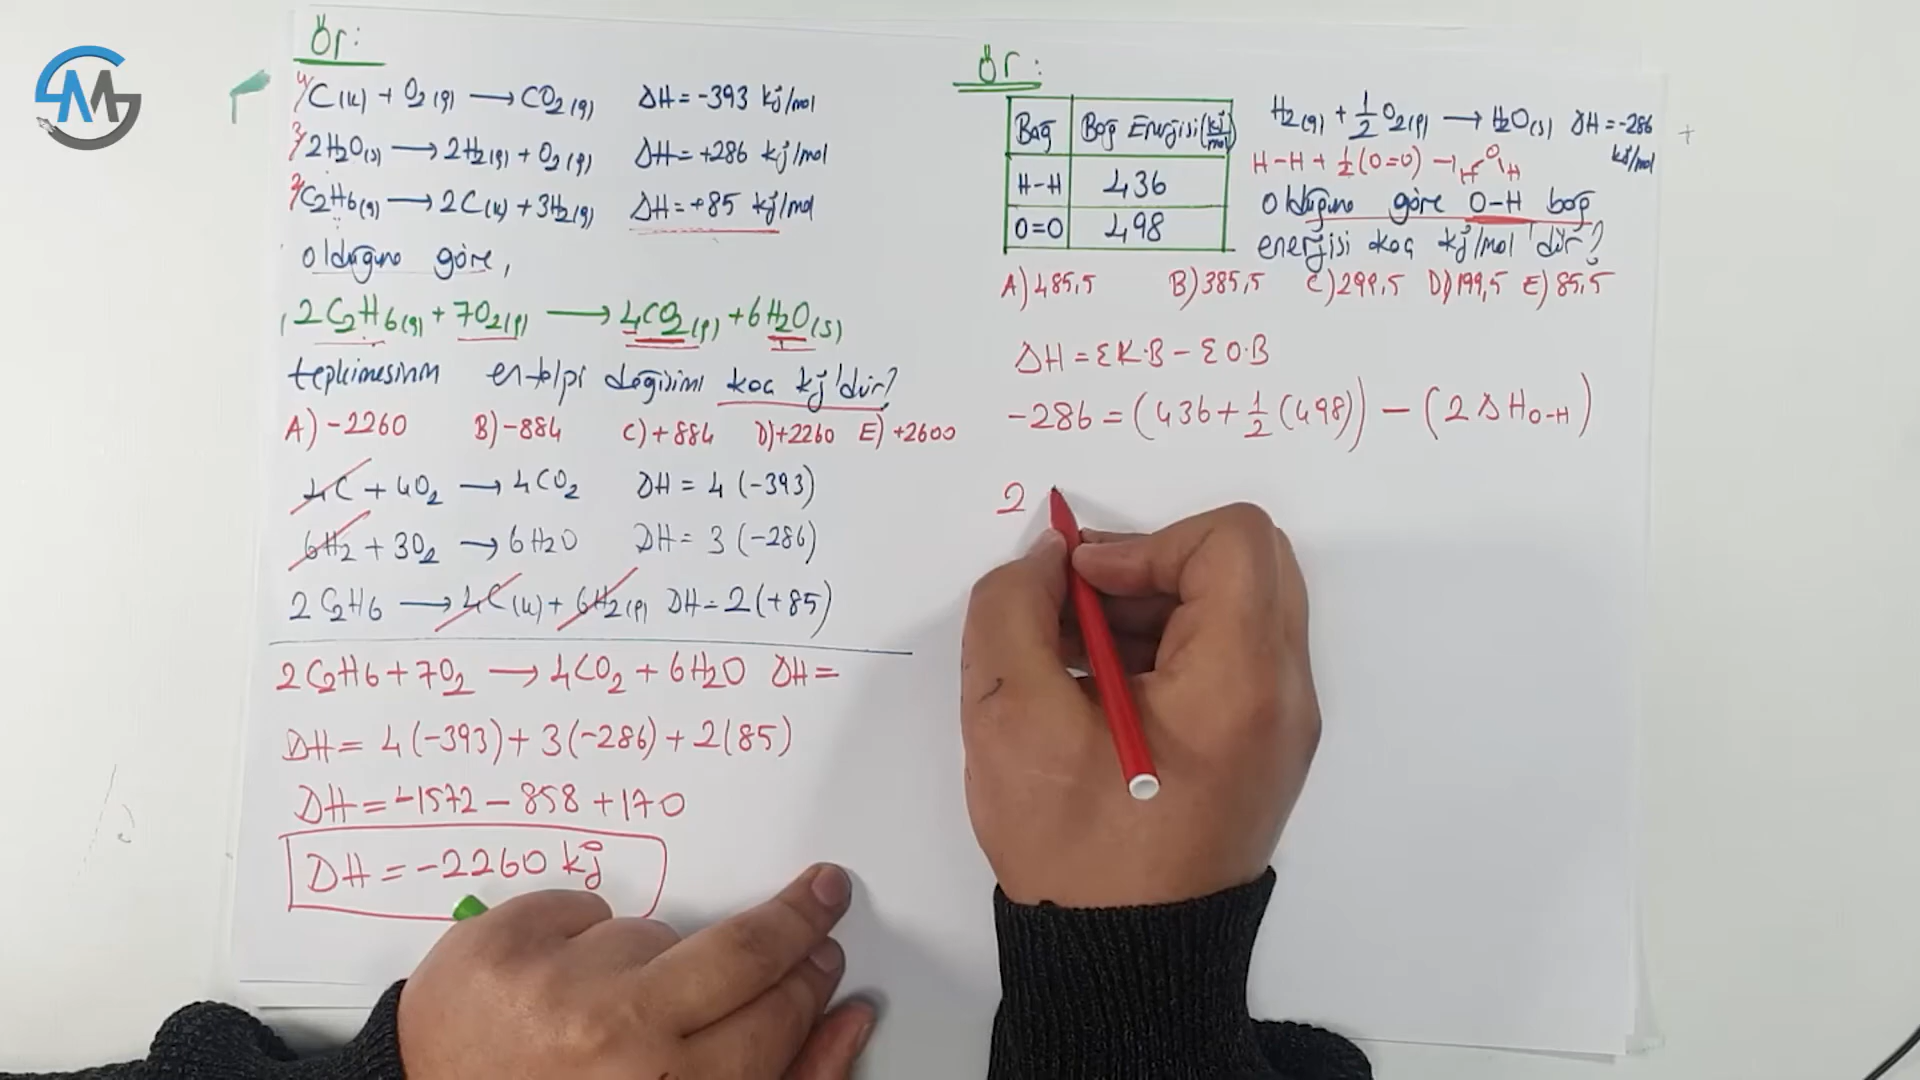 Ör:
4/ C(k) + O2(g) → CO2(g) ΔH = -393 kj/mol
3/ 2H2O(s) → 2H2(g) + O2(g) ΔH = +286 kj/mol
2/ C2H6(g) → 2C(k) + 3H2(g) ΔH = +85 kj/mol
olduğuna göre,
2C2H6(g) + 7O2(g) → 4CO2(g) + 6H2O(s)
tepkimesinin entalpi değişimi kaç kj'dür?
A) -2260 B) -884 C) +884 D) +2260 E) +2600
4C + 4O2 → 4CO2 ΔH = 4 (-393)
6H2 + 3O2 → 6H2O ΔH = 3 (-286)
2C2H6 → 4C(k) + 6H2(g) ΔH = 2(+85)
2C2H6 + 7O2 → 4CO2 + 6H2O ΔH =
ΔH = 4(-393) + 3(-286) + 2(85)
ΔH = -1572 - 858 + 170
ΔH = -2260 kj
Ör:
Bağ Bağ Enerjisi (kj/mol)
H-H 436
O=O 498
H2(g) + 1/2 O2(g) → H2O(s) ΔH = -286 kj/mol
H-H + 1/2 (O=O) → H O H
olduğuna göre O-H bağ
enerjisi kaç kj/mol'dür?
A) 485,5 B) 385,5 C) 299,5 D) 199,5 E) 85,5
ΔH = ΣK.B - ΣO.B
-286 = (436 + 1/2 (498)) - (2ΔHO-H)
2